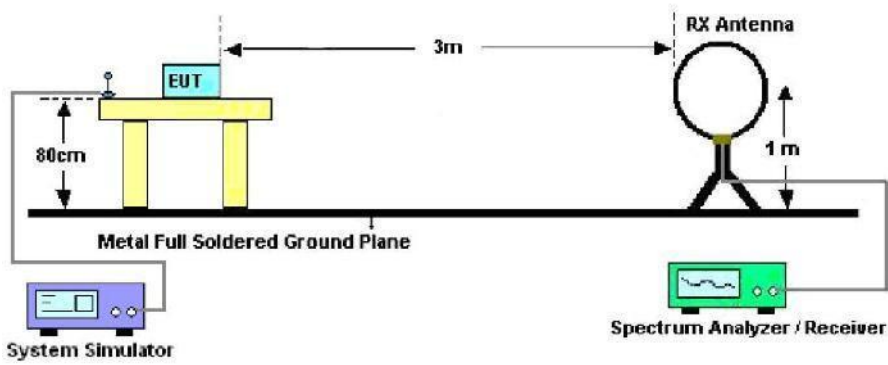 RX Antenna
3m
EUT
80cm
1 m
Metal Full Soldered Ground Plane
System Simulator
Spectrum Analyzer / Receiver